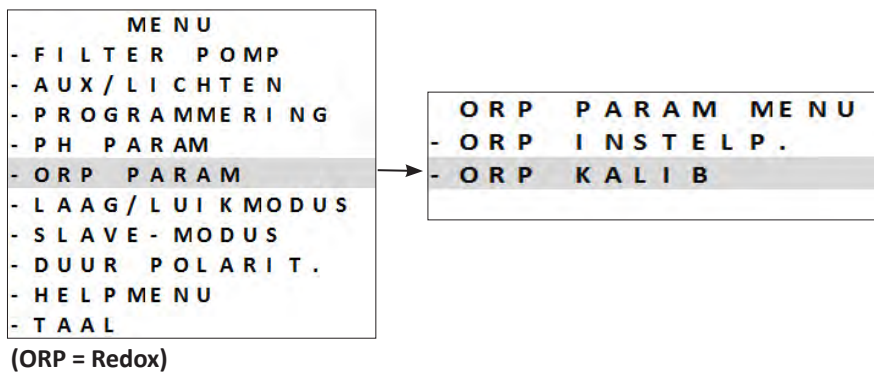 MENU
- FILTER POMP
- AUX/LICHTEN
- PROGRAMMERING
- PH PARAM
- ORP PARAM
- LAAG/LUIKMODUS
- SLAVE-MODUS
- DUUR POLARIT.
- HELPMENU
- TAAL
(ORP = Redox)
ORP PARAM MENU
- ORP INSTELP.
- ORP KALIB